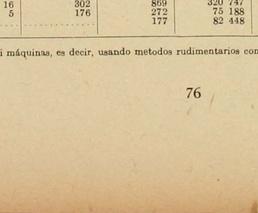 16 302 869 320 747
5 176 272 75 188
177 82 448
i máquinas, es decir, usando metodos rudimentarios con
76